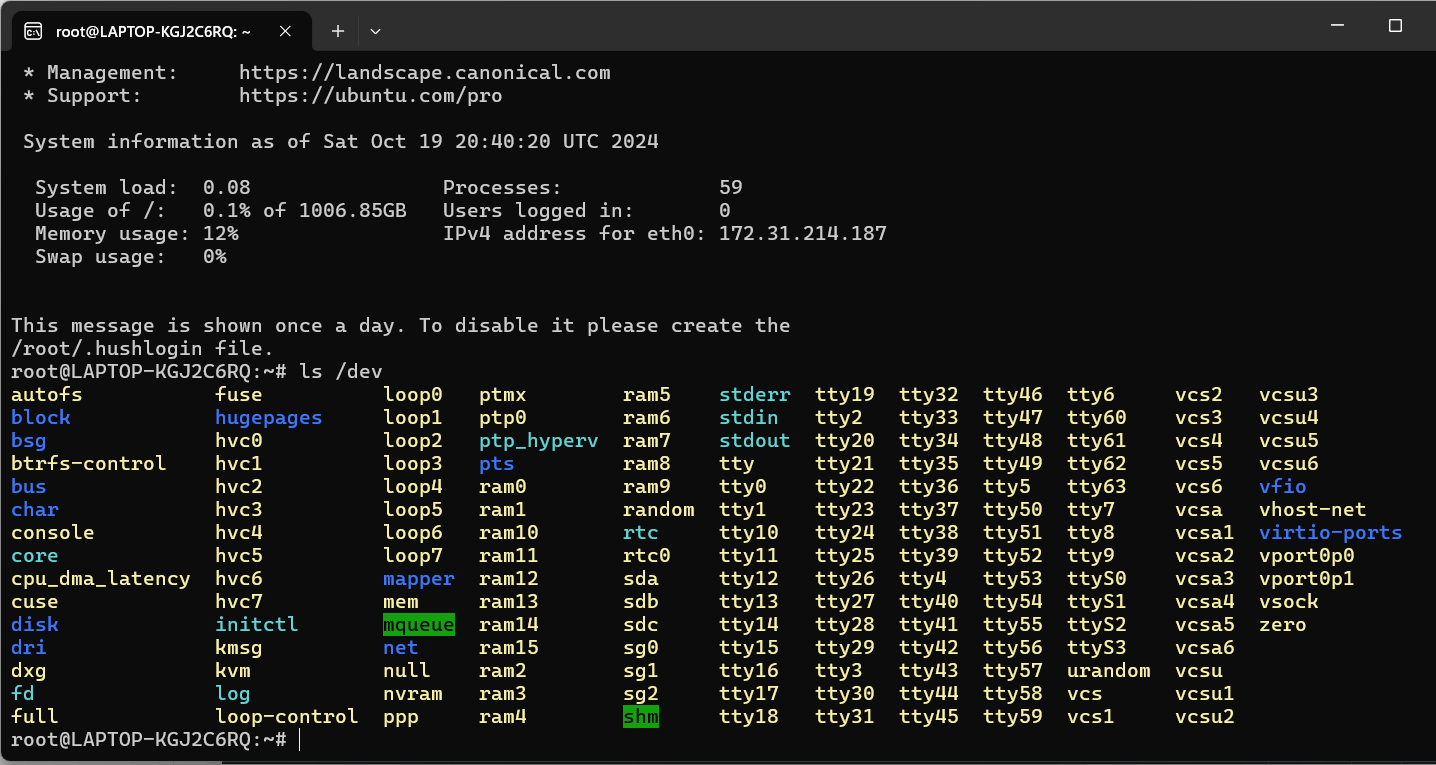 root@LAPTOP-KGJ2C6RQ: ~
* Management: https://landscape.canonical.com
* Support: https://ubuntu.com/pro
System information as of Sat Oct 19 20:40:20 UTC 2024
System load: 0.08 Processes: 59
Usage of /: 0.1% of 1006.85GB Users logged in: 0
Memory usage: 12% IPv4 address for eth0: 172.31.214.187
Swap usage: 0%
This message is shown once a day. To disable it please create the
/root/.hushlogin file.
root@LAPTOP-KGJ2C6RQ:~# ls /dev
autofs fuse loop0 ptmx ram5 stderr tty19 tty32 tty46 tty6 vcs2 vcsu3
block hugepages loop1 ptp0 ram6 stdin tty2 tty33 tty47 tty60 vcs3 vcsu4
bsg hvc0 loop2 ptp_hyperv ram7 stdout tty20 tty34 tty48 tty61 vcs4 vcsu5
btrfs-control hvc1 loop3 pts ram8 tty tty21 tty35 tty49 tty62 vcs5 vcsu6
bus hvc2 loop4 ram0 ram9 tty0 tty22 tty36 tty5 tty63 vcs6 vfio
char hvc3 loop5 ram1 random tty1 tty23 tty37 tty50 tty7 vcsa vhost-net
console hvc4 loop6 ram10 rtc tty10 tty24 tty38 tty51 tty8 vcsa1 virtio-ports
core hvc5 loop7 ram11 rtc0 tty11 tty25 tty39 tty52 tty9 vcsa2 vport0p0
cpu_dma_latency hvc6 mapper ram12 sda tty12 tty26 tty4 tty53 ttyS0 vcsa3 vport0p1
cuse hvc7 mem ram13 sdb tty13 tty27 tty40 tty54 ttyS1 vcsa4 vsock
disk initctl mqueue ram14 sdc tty14 tty28 tty41 tty55 ttyS2 vcsa5 zero
dri kmsg net ram15 sg0 tty15 tty29 tty42 tty56 ttyS3 vcsa6
dxg kvm null ram2 sg1 tty16 tty3 tty43 tty57 urandom vcsu
fd log nvram ram3 sg2 tty17 tty30 tty44 tty58 vcs vcsu1
full loop-control ppp ram4 shm tty18 tty31 tty45 tty59 vcs1 vcsu2
root@LAPTOP-KGJ2C6RQ:~#